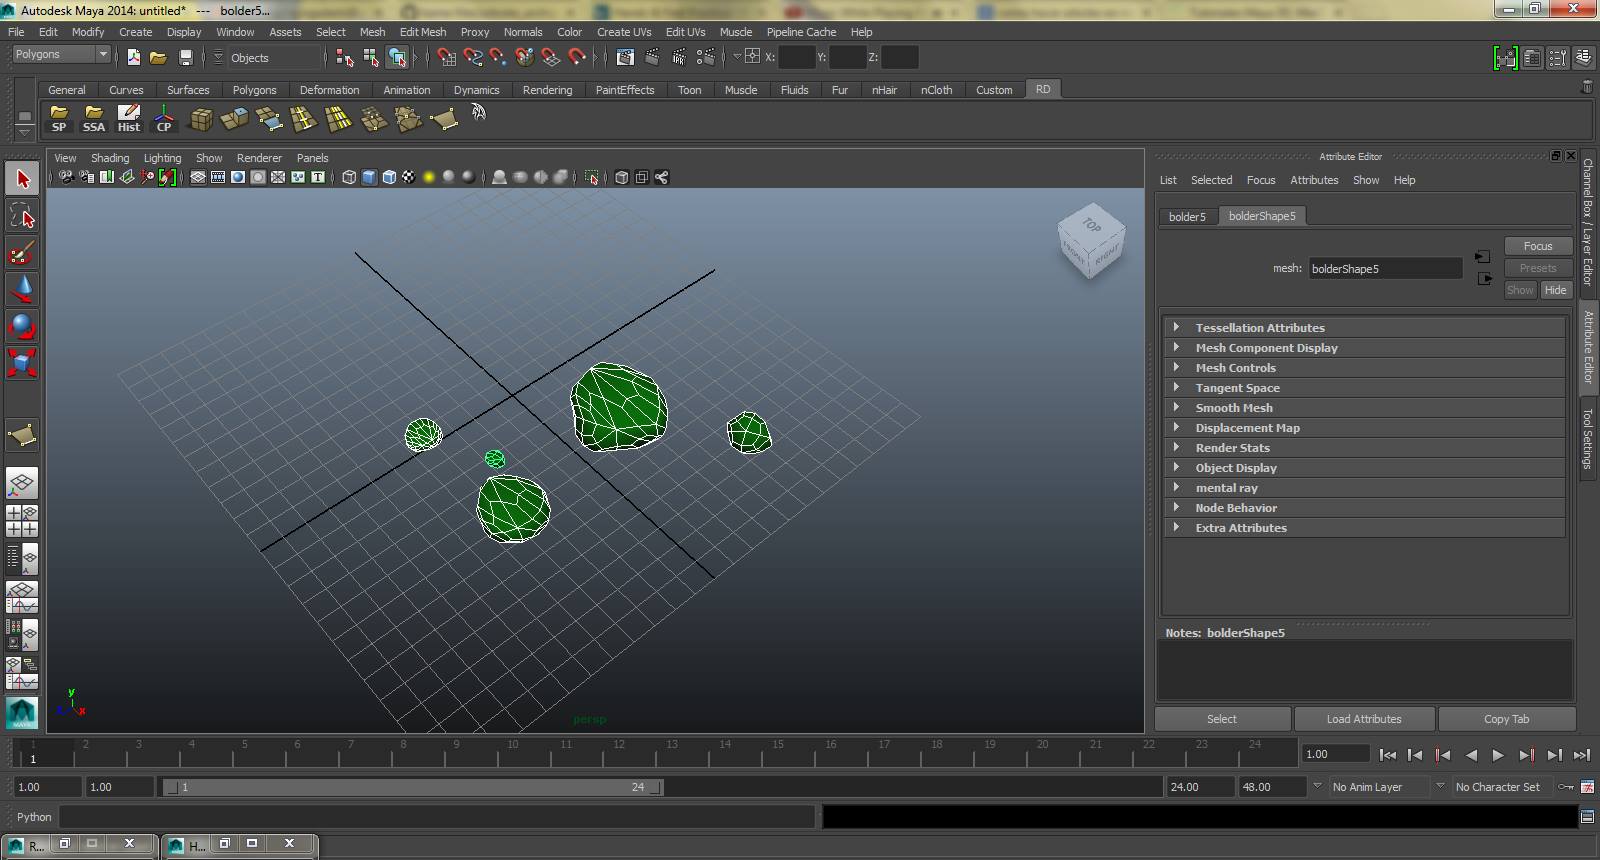 Autodesk Maya 2014: untitled*   ---   bolder5...
File Edit Modify Create Display Window Assets Select Mesh Edit Mesh Proxy Normals Color Create UVs Edit UVs Muscle Pipeline Cache Help
Polygons Objects X: Y: Z:
General Curves Surfaces Polygons Deformation Animation Dynamics Rendering PaintEffects Toon Muscle Fluids Fur nHair nCloth Custom RD
SP SSA Hist CP
View Shading Lighting Show Renderer Panels
TOP
FRONT RIGHT
persp
y
x
Attribute Editor
List Selected Focus Attributes Show Help
bolder5 bolderShape5
Focus
mesh: bolderShape5 Presets
Show Hide
Tessellation Attributes
Mesh Component Display
Mesh Controls
Tangent Space
Smooth Mesh
Displacement Map
Render Stats
Object Display
mental ray
Node Behavior
Extra Attributes
Notes: bolderShape5
Select Load Attributes Copy Tab
Channel Box / Layer Editor
Attribute Editor
Tool Settings
1 2 3 4 5 6 7 8 9 10 11 12 13 14 15 16 17 18 19 20 21 22 23 24
1 1.00
1.00 1.00 1 24 24.00 48.00 No Anim Layer No Character Set
Python
R... H...